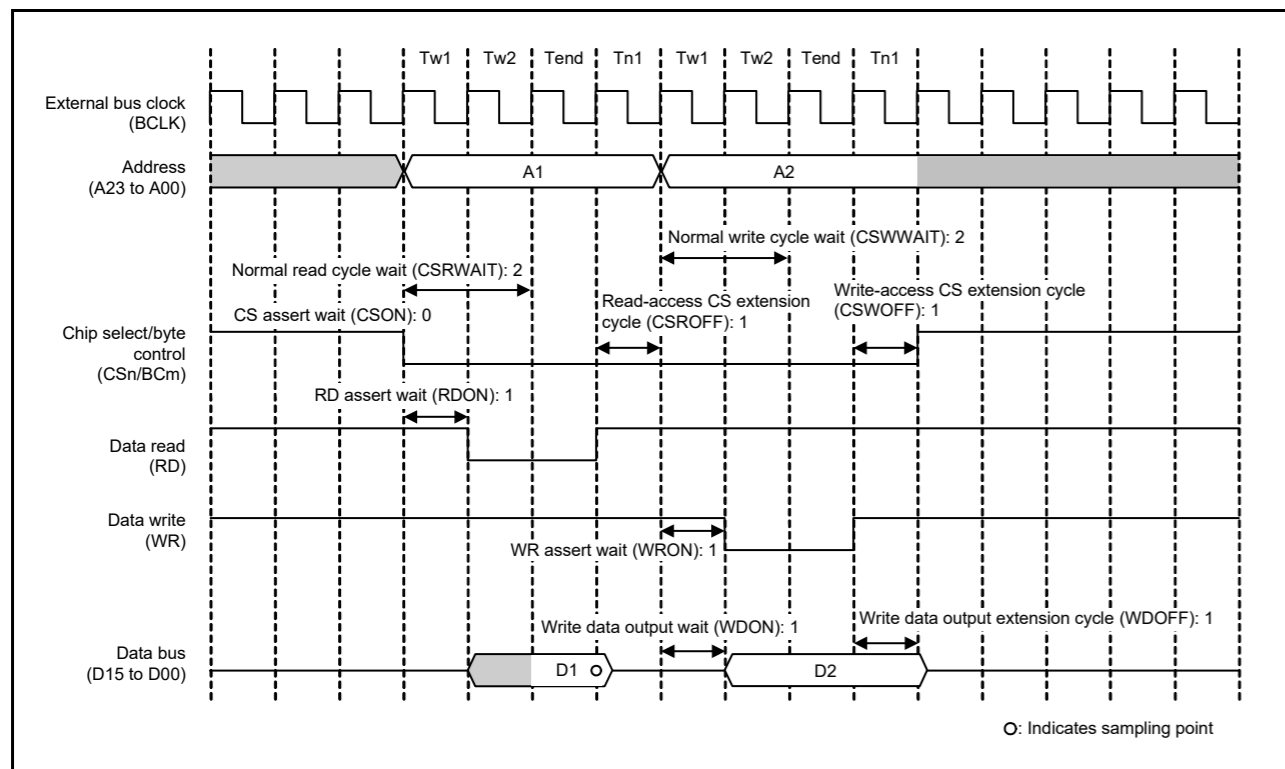 Tw1 Tw2 Tend Tn1 Tw1 Tw2 Tend Tn1
External bus clock
(BCLK)
Address
(A23 to A00)
A1
A2
Normal write cycle wait (CSWWAIT): 2
Normal read cycle wait (CSRWAIT): 2
Read-access CS extension
cycle (CSROFF): 1
Write-access CS extension cycle
(CSWOFF): 1
CS assert wait (CSON): 0
Chip select/byte
control
(CSn/BCm)
RD assert wait (RDON): 1
Data read
(RD)
Data write
(WR)
WR assert wait (WRON): 1
Write data output wait (WDON): 1
Write data output extension cycle (WDOFF): 1
Data bus
(D15 to D00)
D1
D2
O: Indicates sampling point